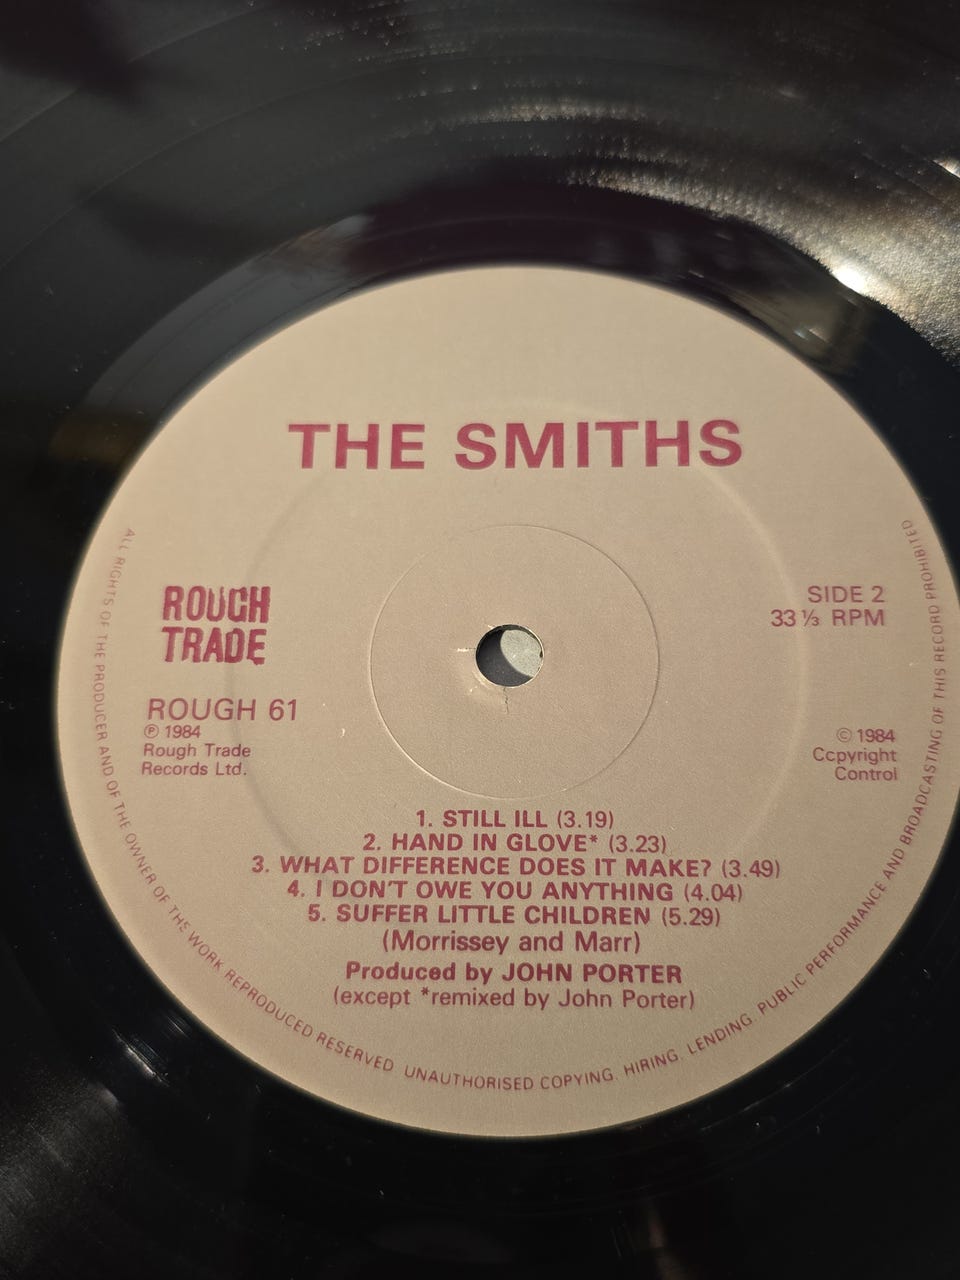 THE SMITHS
ROUGH
TRADE
ROUGH 61
℗ 1984
Rough Trade
Records Ltd.
SIDE 2
33⅓ RPM
© 1984
Ccpyright
Control
1. STILL ILL (3.19)
2. HAND IN GLOVE* (3.23)
3. WHAT DIFFERENCE DOES IT MAKE? (3.49)
4. I DON'T OWE YOU ANYTHING (4.04)
5. SUFFER LITTLE CHILDREN (5.29)
(Morrissey and Marr)
Produced by JOHN PORTER
(except *remixed by John Porter)
ALL RIGHTS OF THE PRODUCER AND OF THE OWNER OF THE WORK REPRODUCED RESERVED UNAUTHORISED COPYING. HIRING. LENDING. PUBLIC PERFORMANCE AND BROADCASTING OF THIS RECORD PROHIBITED